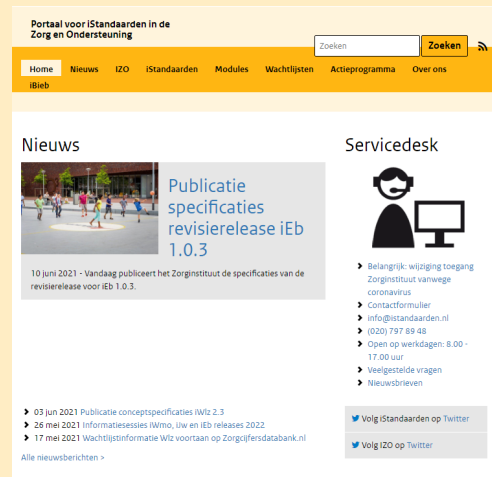 Portaal voor iStandaarden in de
Zorg en Ondersteuning
Zoeken
Zoeken
Home Nieuws IZO iStandaarden Modules Wachtlijsten Actieprogramma Over ons
iBieb
Nieuws
Publicatie
specificaties
revisierelease iEb
1.0.3
10 juni 2021 - Vandaag publiceert het Zorginstituut de specificaties van de
revisierelease voor iEb 1.0.3.
03 jun 2021 Publicatie conceptspecificaties iWlz 2.3
26 mei 2021 Informatiesessies iWmo, iJw en iEb releases 2022
17 mei 2021 Wachtlijstinformatie Wlz voortaan op Zorgcijfersdatabank.nl
Alle nieuwsberichten >
Servicedesk
Belangrijk: wijziging toegang
Zorginstituut vanwege
coronavirus
Contactformulier
info@istandaarden.nl
(020) 797 89 48
Open op werkdagen: 8.00 -
17.00 uur
Veelgestelde vragen
Nieuwsbrieven
Volg iStandaarden op Twitter
Volg IZO op Twitter